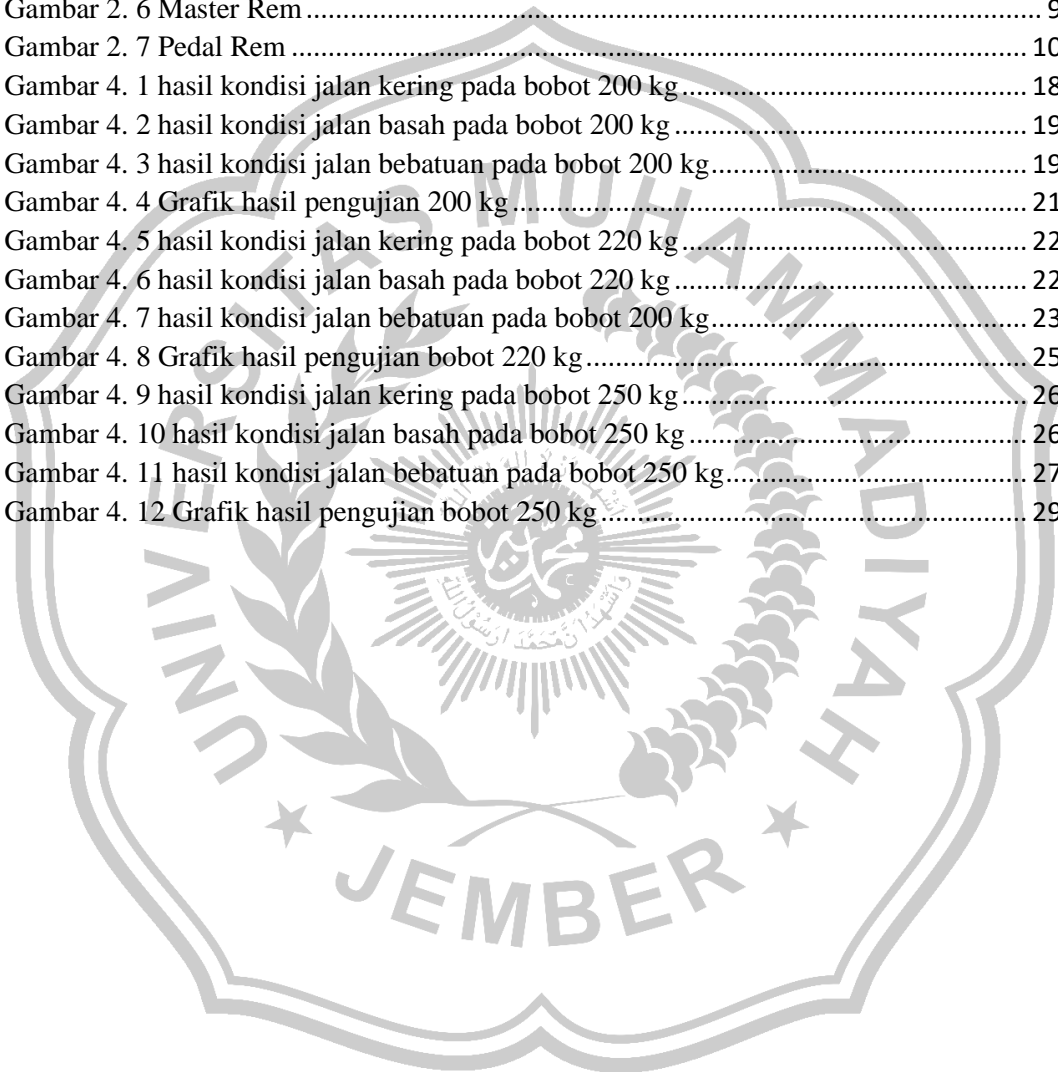 Gambar 2. 6 Master Rem ........ 9
Gambar 2. 7 Pedal Rem ........ 10
Gambar 4. 1 hasil kondisi jalan kering pada bobot 200 kg ........ 18
Gambar 4. 2 hasil kondisi jalan basah pada bobot 200 kg ........ 19
Gambar 4. 3 hasil kondisi jalan bebatuan pada bobot 200 kg ........ 19
Gambar 4. 4 Grafik hasil pengujian 200 kg ........ 21
Gambar 4. 5 hasil kondisi jalan kering pada bobot 220 kg ........ 22
Gambar 4. 6 hasil kondisi jalan basah pada bobot 220 kg ........ 22
Gambar 4. 7 hasil kondisi jalan bebatuan pada bobot 200 kg ........ 23
Gambar 4. 8 Grafik hasil pengujian bobot 220 kg ........ 25
Gambar 4. 9 hasil kondisi jalan kering pada bobot 250 kg ........ 26
Gambar 4. 10 hasil kondisi jalan basah pada bobot 250 kg ........ 26
Gambar 4. 11 hasil kondisi jalan bebatuan pada bobot 250 kg ........ 27
Gambar 4. 12 Grafik hasil pengujian bobot 250 kg ........ 29
UNIVERSITAS MUHAMMADIYAH
JEMBER